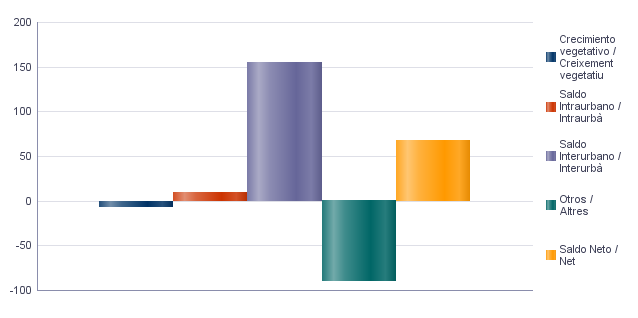 200
150
100
50
0
-50
-100
Crecimiento
vegetativo /
Creixement
vegetatiu
Saldo
Intraurbano /
Intraurbà
Saldo
Interurbano /
Interurbà
Otros /
Altres
Saldo Neto /
Net